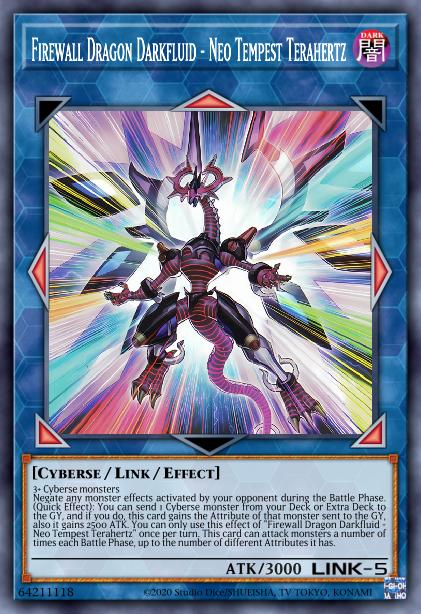 Firewall Dragon Darkfluid - Neo Tempest Terahertz
DARK
闇
[Cyberse / Link / Effect]
3+ Cyberse monsters
Negate any monster effects activated by your opponent during the Battle Phase.
(Quick Effect): You can send 1 Cyberse monster from your Deck or Extra Deck to
the GY, and if you do, this card gains the Attribute of that monster sent to the GY,
also it gains 2500 ATK. You can only use this effect of "Firewall Dragon Darkfluid -
Neo Tempest Terahertz" once per turn. This card can attack monsters a number of
times each Battle Phase, up to the number of different Attributes it has.
ATK/3000 LINK-5
64211118 ©2020 Studio Dice/SHUEISHA, TV TOKYO, KONAMI